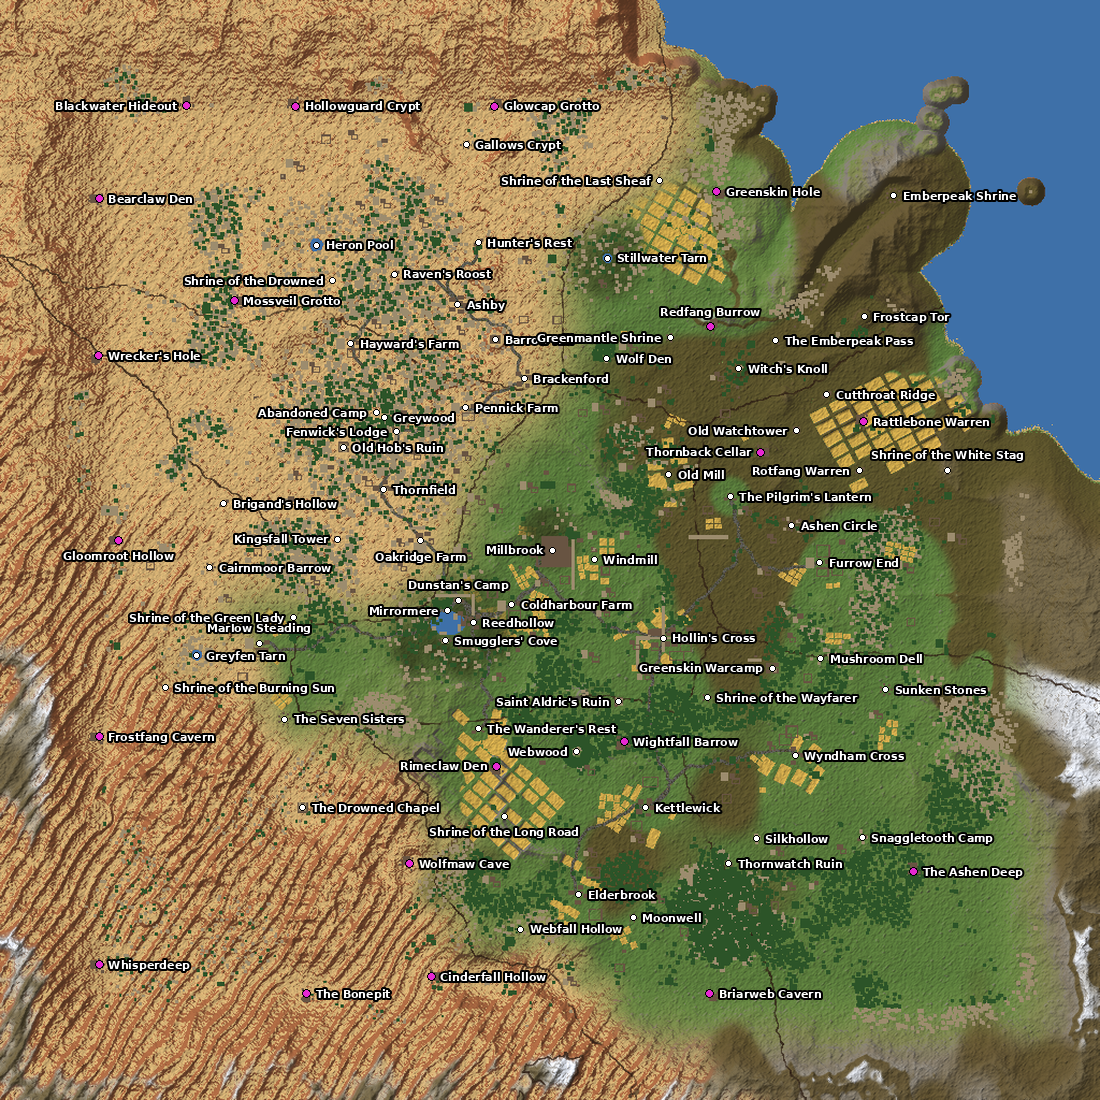 Blackwater Hideout
Hollowguard Crypt
Glowcap Grotto
Gallows Crypt
Shrine of the Last Sheaf
Greenskin Hole
Emberpeak Shrine
Bearclaw Den
Heron Pool
Hunter's Rest
Stillwater Tarn
Raven's Roost
Shrine of the Drowned
Mossveil Grotto
Ashby
Redfang Burrow
Frostcap Tor
Hayward's Farm
Greenmantle Shrine
The Emberpeak Pass
Wrecker's Hole
Wolf Den
Witch's Knoll
Brackenford
Cutthroat Ridge
Abandoned Camp
Greywood
Pennick Farm
Rattlebone Warren
Fenwick's Lodge
Old Watchtower
Old Hob's Ruin
Thornback Cellar
Shrine of the White Stag
Old Mill
Rotfang Warren
Thornfield
The Pilgrim's Lantern
Brigand's Hollow
Ashen Circle
Kingsfall Tower
Gloomroot Hollow
Oakridge Farm
Millbrook
Windmill
Furrow End
Cairnmoor Barrow
Dunstan's Camp
Mirrormere
Coldharbour Farm
Shrine of the Green Lady
Reedhollow
Marlow Steading
Smugglers' Cove
Hollin's Cross
Greyfen Tarn
Greenskin Warcamp
Mushroom Dell
Shrine of the Burning Sun
Saint Aldric's Ruin
Shrine of the Wayfarer
Sunken Stones
The Seven Sisters
The Wanderer's Rest
Frostfang Cavern
Webwood
Wightfall Barrow
Wyndham Cross
Rimeclaw Den
The Drowned Chapel
Kettlewick
Shrine of the Long Road
Silkhollow
Snaggletooth Camp
Wolfmaw Cave
Thornwatch Ruin
The Ashen Deep
Elderbrook
Moonwell
Webfall Hollow
Whisperdeep
Cinderfall Hollow
The Bonepit
Briarweb Cavern